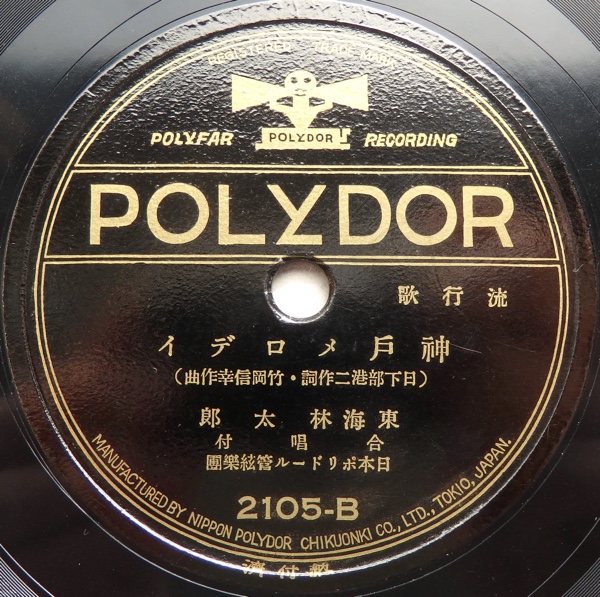 REGISTERED TRADE MARK
POLYFAR POLYDOR RECORDING
POLYDOR
流行歌
神戶メロデイ
(日下部港二作詞・竹岡信幸作曲)
東海林太郎
合唱付
日本ポリドール管絃樂團
2105-B
MANUFACTURED BY NIPPON POLYDOR CHIKUONKI CO., LTD., TOKIO, JAPAN.
付濟